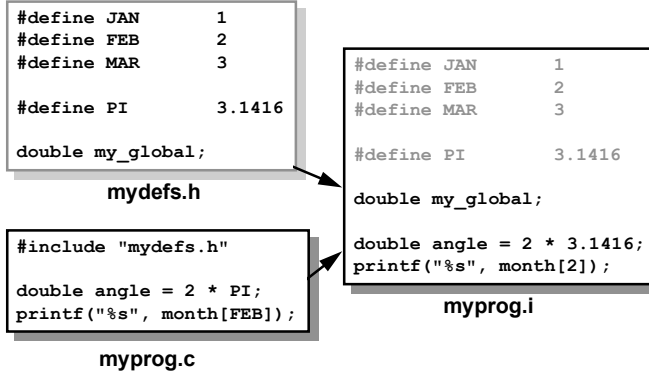 #define JAN 1
#define FEB 2
#define MAR 3
#define PI 3.1416
double my_global;
mydefs.h
#include "mydefs.h"
double angle = 2 * PI;
printf("%s", month[FEB]);
myprog.c
#define JAN 1
#define FEB 2
#define MAR 3
#define PI 3.1416
double my_global;
double angle = 2 * 3.1416;
printf("%s", month[2]);
myprog.i